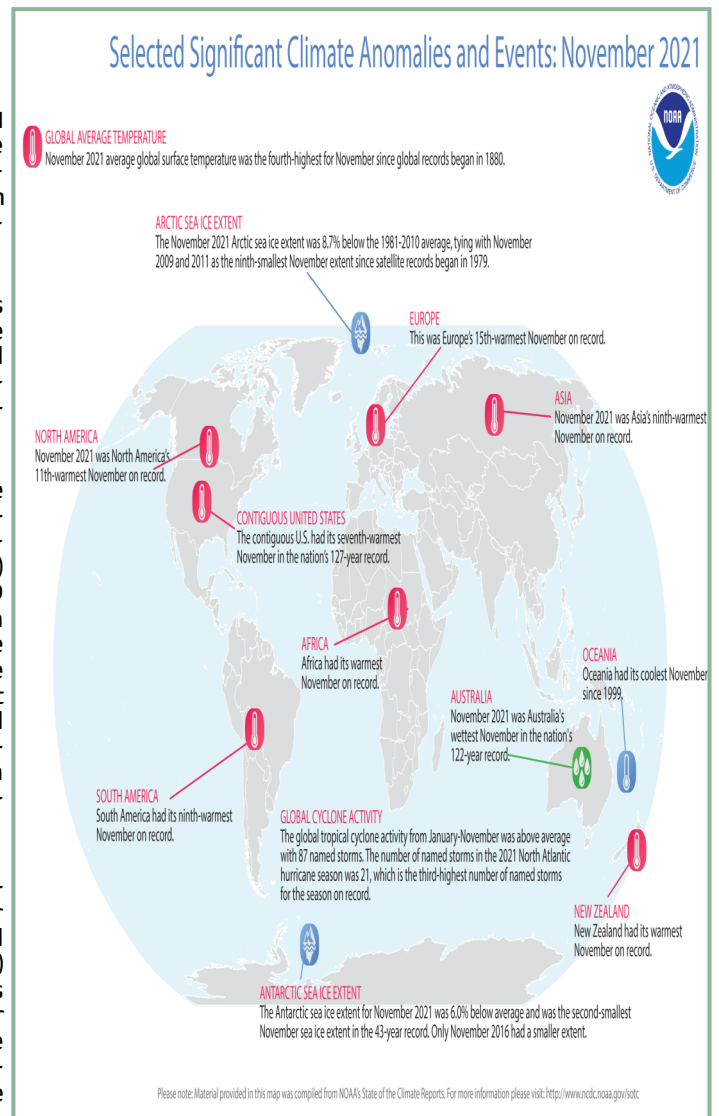 Selected Significant Climate Anomalies and Events: November 2021
GLOBAL AVERAGE TEMPERATURE
November 2021 average global surface temperature was the fourth-highest for November since global records began in 1880.
NATIONAL OCEANIC AND ATMOSPHERIC ADMINISTRATION
NOAA
U.S. DEPARTMENT OF COMMERCE
ARCTIC SEA ICE EXTENT
The November 2021 Arctic sea ice extent was 8.7% below the 1981-2010 average, tying with November
2009 and 2011 as the ninth-smallest November extent since satellite records began in 1979.
EUROPE
This was Europe's 15th-warmest November on record.
ASIA
November 2021 was Asia's ninth-warmest
November on record.
NORTH AMERICA
November 2021 was North America's
11th-warmest November on record.
CONTIGUOUS UNITED STATES
The contiguous U.S. had its seventh-warmest
November in the nation's 127-year record.
AFRICA
Africa had its warmest
November on record.
OCEANIA
Oceania had its coolest November
since 1999.
AUSTRALIA
November 2021 was Australia's
wettest November in the nation's
122-year record.
SOUTH AMERICA
South America had its ninth-warmest
November on record.
GLOBAL CYCLONE ACTIVITY
The global tropical cyclone activity from January-November was above average
with 87 named storms. The number of named storms in the 2021 North Atlantic
hurricane season was 21, which is the third-highest number of named storms
for the season on record.
NEW ZEALAND
New Zealand had its warmest
November on record.
ANTARCTIC SEA ICE EXTENT
The Antarctic sea ice extent for November 2021 was 6.0% below average and was the second-smallest
November sea ice extent in the 43-year record. Only November 2016 had a smaller extent.
Please note: Material provided in this map was compiled from NOAA's State of the Climate Reports. For more information please visit: http://www.ncdc.noaa.gov/sotc